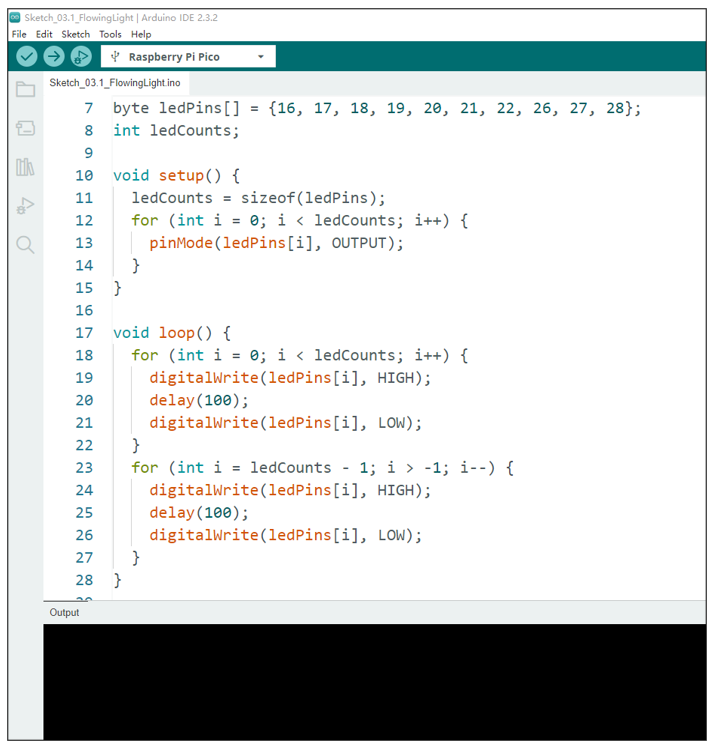 Sketch_03.1_FlowingLight | Arduino IDE 2.3.2
File Edit Sketch Tools Help
Raspberry Pi Pico
Sketch_03.1_FlowingLight.ino
7 byte ledPins[] = {16, 17, 18, 19, 20, 21, 22, 26, 27, 28};
8 int ledCounts;
9
10 void setup() {
11   ledCounts = sizeof(ledPins);
12   for (int i = 0; i < ledCounts; i++) {
13     pinMode(ledPins[i], OUTPUT);
14   }
15 }
16
17 void loop() {
18   for (int i = 0; i < ledCounts; i++) {
19     digitalWrite(ledPins[i], HIGH);
20     delay(100);
21     digitalWrite(ledPins[i], LOW);
22   }
23   for (int i = ledCounts - 1; i > -1; i--) {
24     digitalWrite(ledPins[i], HIGH);
25     delay(100);
26     digitalWrite(ledPins[i], LOW);
27   }
28 }
Output